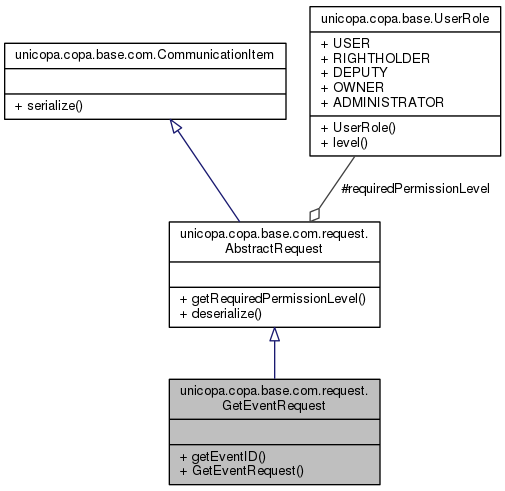 unicopa.copa.base.UserRole
+ USER
+ RIGHTHOLDER
+ DEPUTY
+ OWNER
+ ADMINISTRATOR
+ UserRole()
+ level()
unicopa.copa.base.com.CommunicationItem
+ serialize()
#requiredPermissionLevel
unicopa.copa.base.com.request.
AbstractRequest
+ getRequiredPermissionLevel()
+ deserialize()
unicopa.copa.base.com.request.
GetEventRequest
+ getEventID()
+ GetEventRequest()